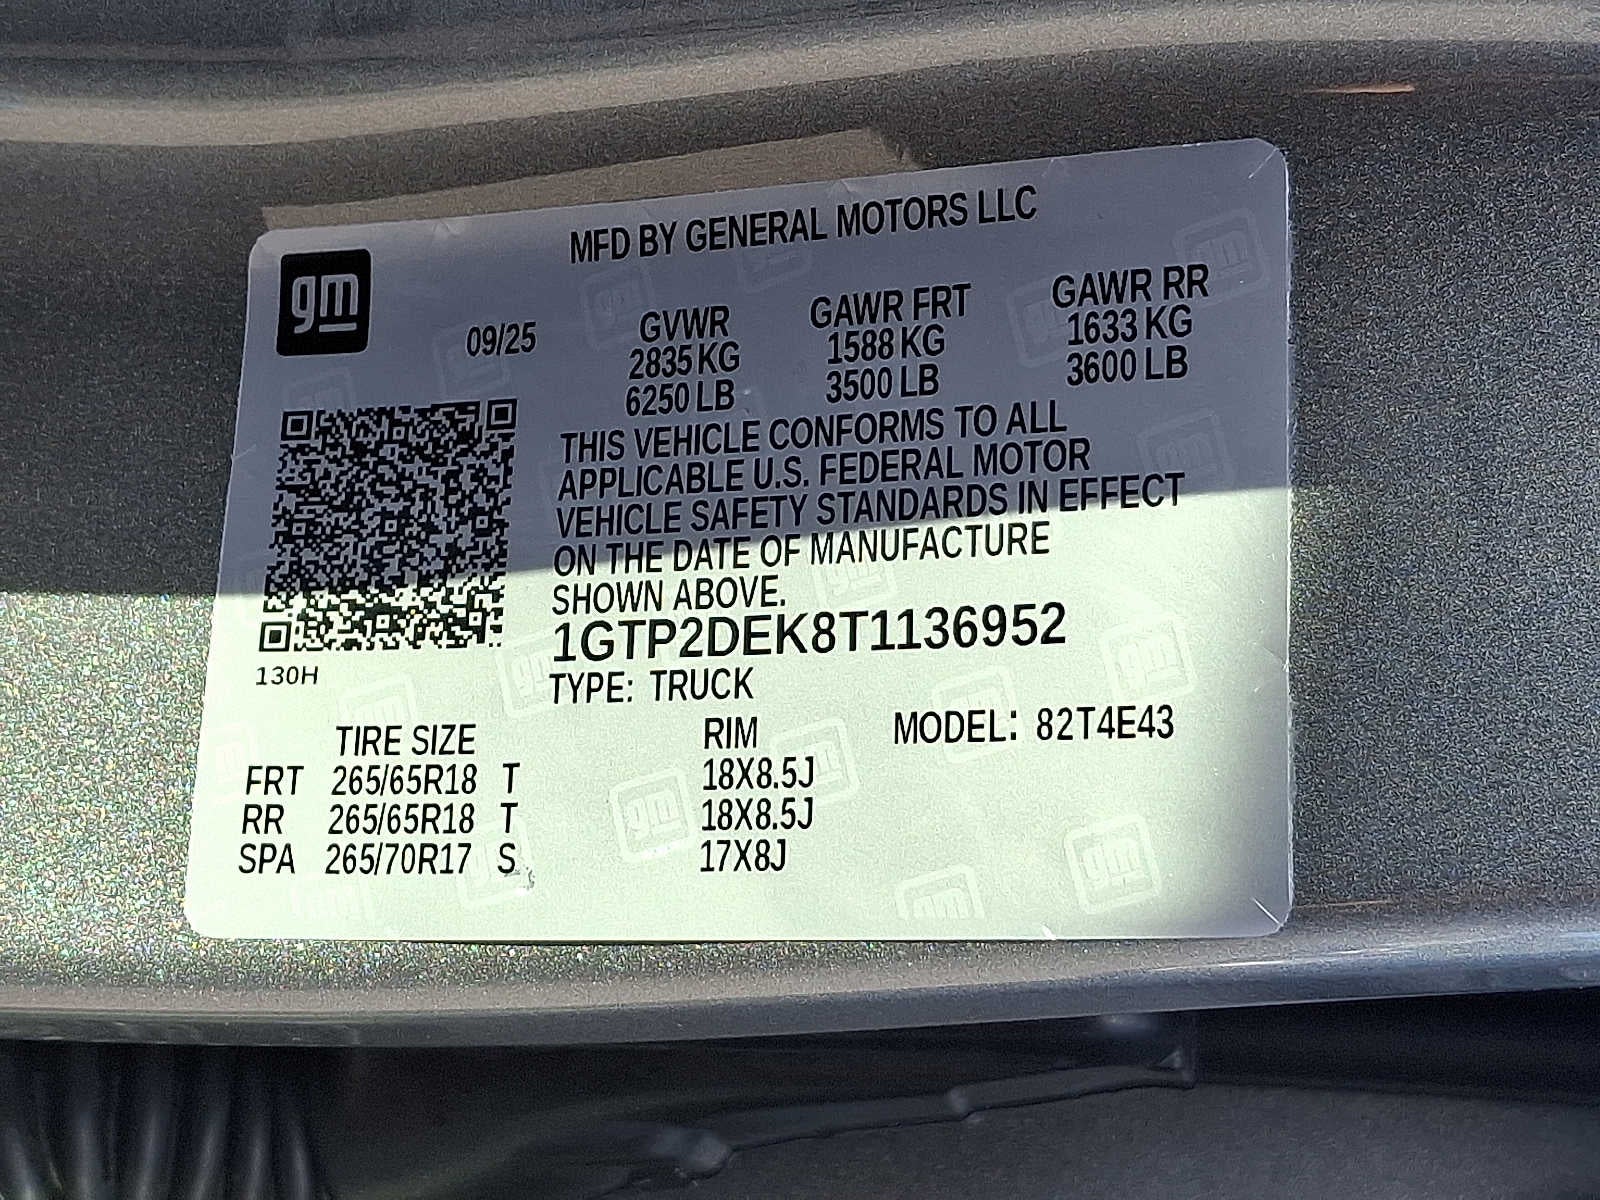 MFD BY GENERAL MOTORS LLC
gm
09/25
GVWR GAWR FRT GAWR RR
2835 KG 1588 KG 1633 KG
6250 LB 3500 LB 3600 LB
THIS VEHICLE CONFORMS TO ALL
APPLICABLE U.S. FEDERAL MOTOR
VEHICLE SAFETY STANDARDS IN EFFECT
ON THE DATE OF MANUFACTURE
SHOWN ABOVE.
1GTP2DEK8T1136952
130H
TYPE: TRUCK
TIRE SIZE RIM MODEL: 82T4E43
FRT 265/65R18 T 18X8.5J
RR 265/65R18 T 18X8.5J
SPA 265/70R17 S 17X8J